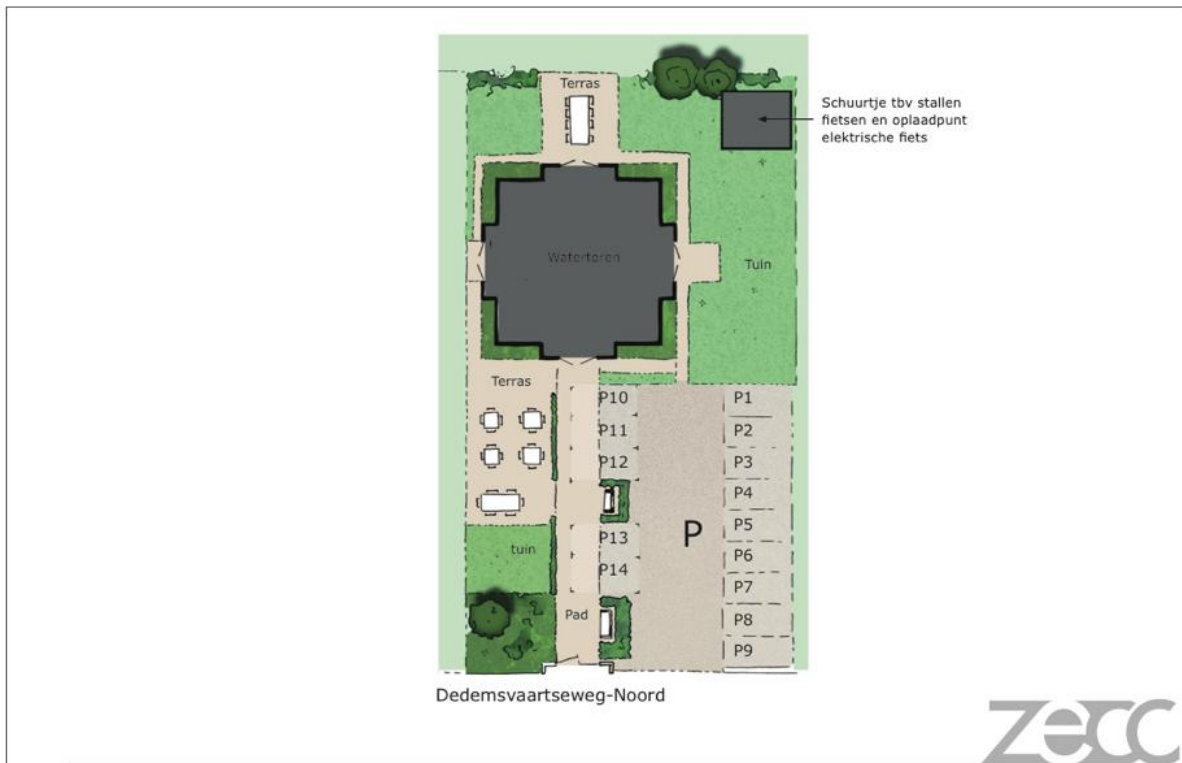 Terras
Schuurtje tbv stallen
fietsen en oplaadpunt
elektrische fiets
Watertoren
Tuin
Terras
P10
P11
P12
P13
P14
P1
P2
P3
P4
P5
P6
P7
P8
P9
P
tuin
Pad
Dedemsvaartseweg-Noord
zecc